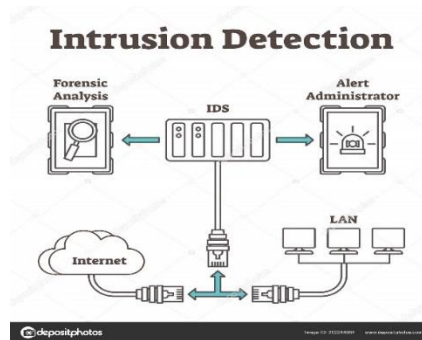 Intrusion Detection
Forensic
Analysis
IDS
Alert
Administrator
Internet
LAN
depositphotos